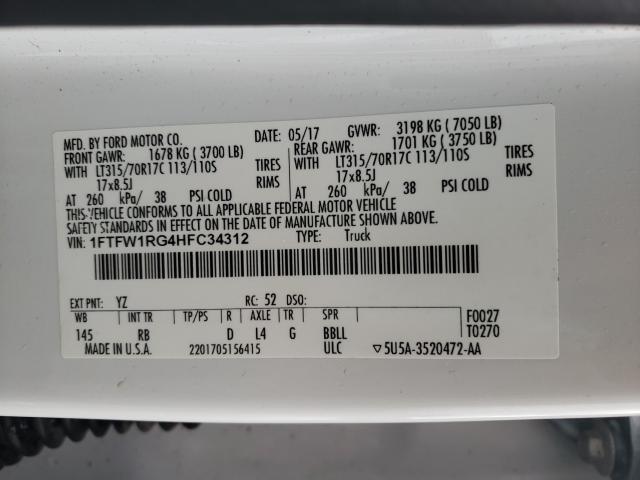 MFD. BY FORD MOTOR CO. DATE: 05/17 GVWR: 3198 KG ( 7050 LB)
FRONT GAWR: 1678 KG ( 3700 LB) REAR GAWR: 1701 KG ( 3750 LB)
WITH LT315/70R17C 113/110S TIRES WITH LT315/70R17C 113/110S TIRES
17x8.5J RIMS 17x8.5J RIMS
AT 260 kPa/ 38 PSI COLD AT 260 kPa/ 38 PSI COLD
THIS VEHICLE CONFORMS TO ALL APPLICABLE FEDERAL MOTOR VEHICLE
SAFETY STANDARDS IN EFFECT ON THE DATE OF MANUFACTURE SHOWN ABOVE.
VIN: 1FTFW1RG4HFC34312 TYPE: Truck
EXT PNT: YZ RC: 52 DSO:
WB INT TR TP/PS R AXLE TR SPR F0027
145 RB D L4 G BBLL T0270
MADE IN U.S.A. 2201705156415 ULC ▽5U5A-3520472-AA